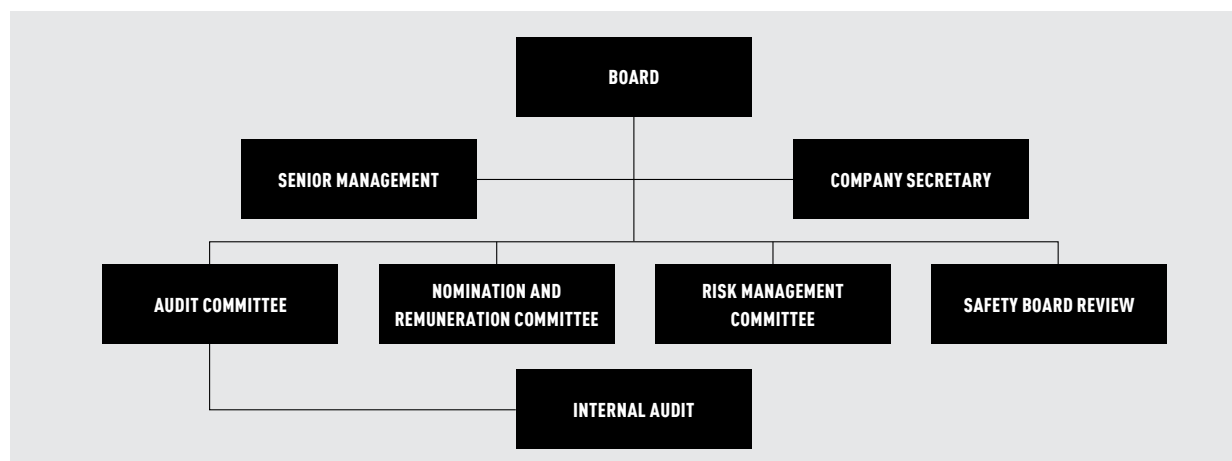 BOARD
SENIOR MANAGEMENT
COMPANY SECRETARY
AUDIT COMMITTEE
NOMINATION AND
REMUNERATION COMMITTEE
RISK MANAGEMENT
COMMITTEE
SAFETY BOARD REVIEW
INTERNAL AUDIT